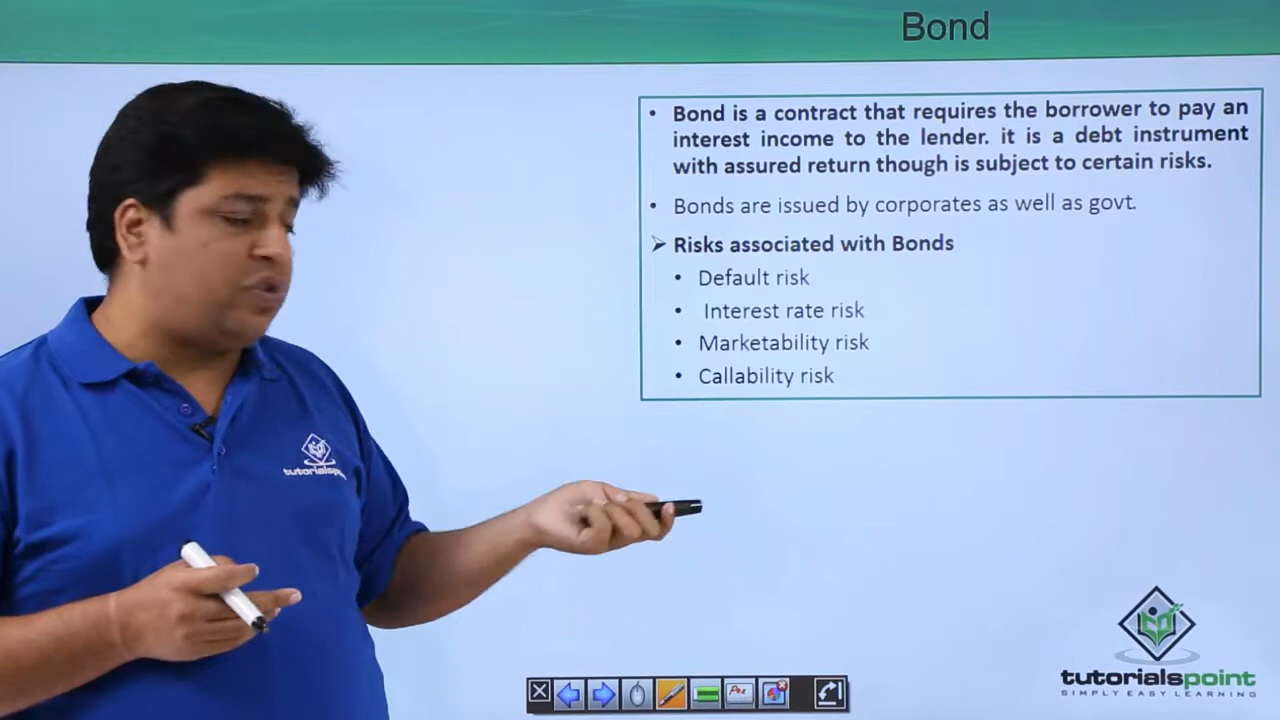 Bond
• Bond is a contract that requires the borrower to pay an
interest income to the lender. it is a debt instrument
with assured return though is subject to certain risks.
• Bonds are issued by corporates as well as govt.
➢ Risks associated with Bonds
• Default risk
• Interest rate risk
• Marketability risk
• Callability risk
tutorialspoint
tutorialspoint
SIMPLY EASY LEARNING
Pen